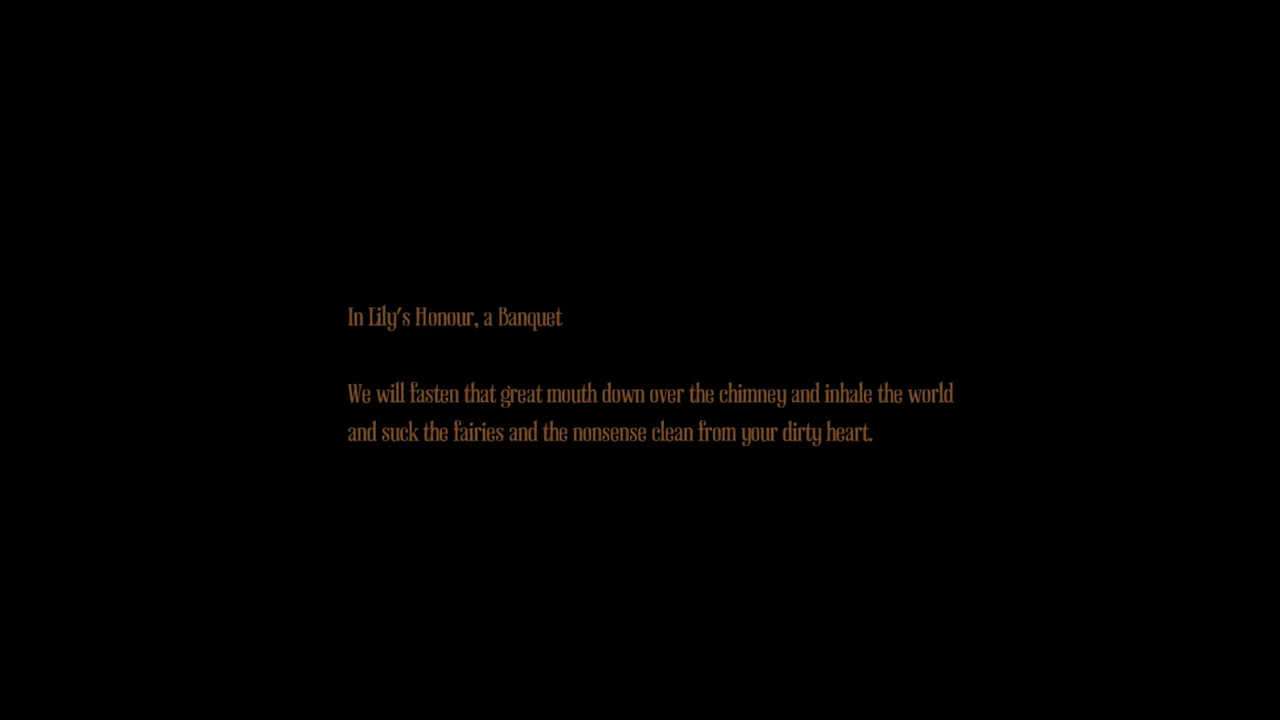 In Lily's Honour, a Banquet
We will fasten that great mouth down over the chimney and inhale the world
and suck the fairies and the nonsense clean from your dirty heart.